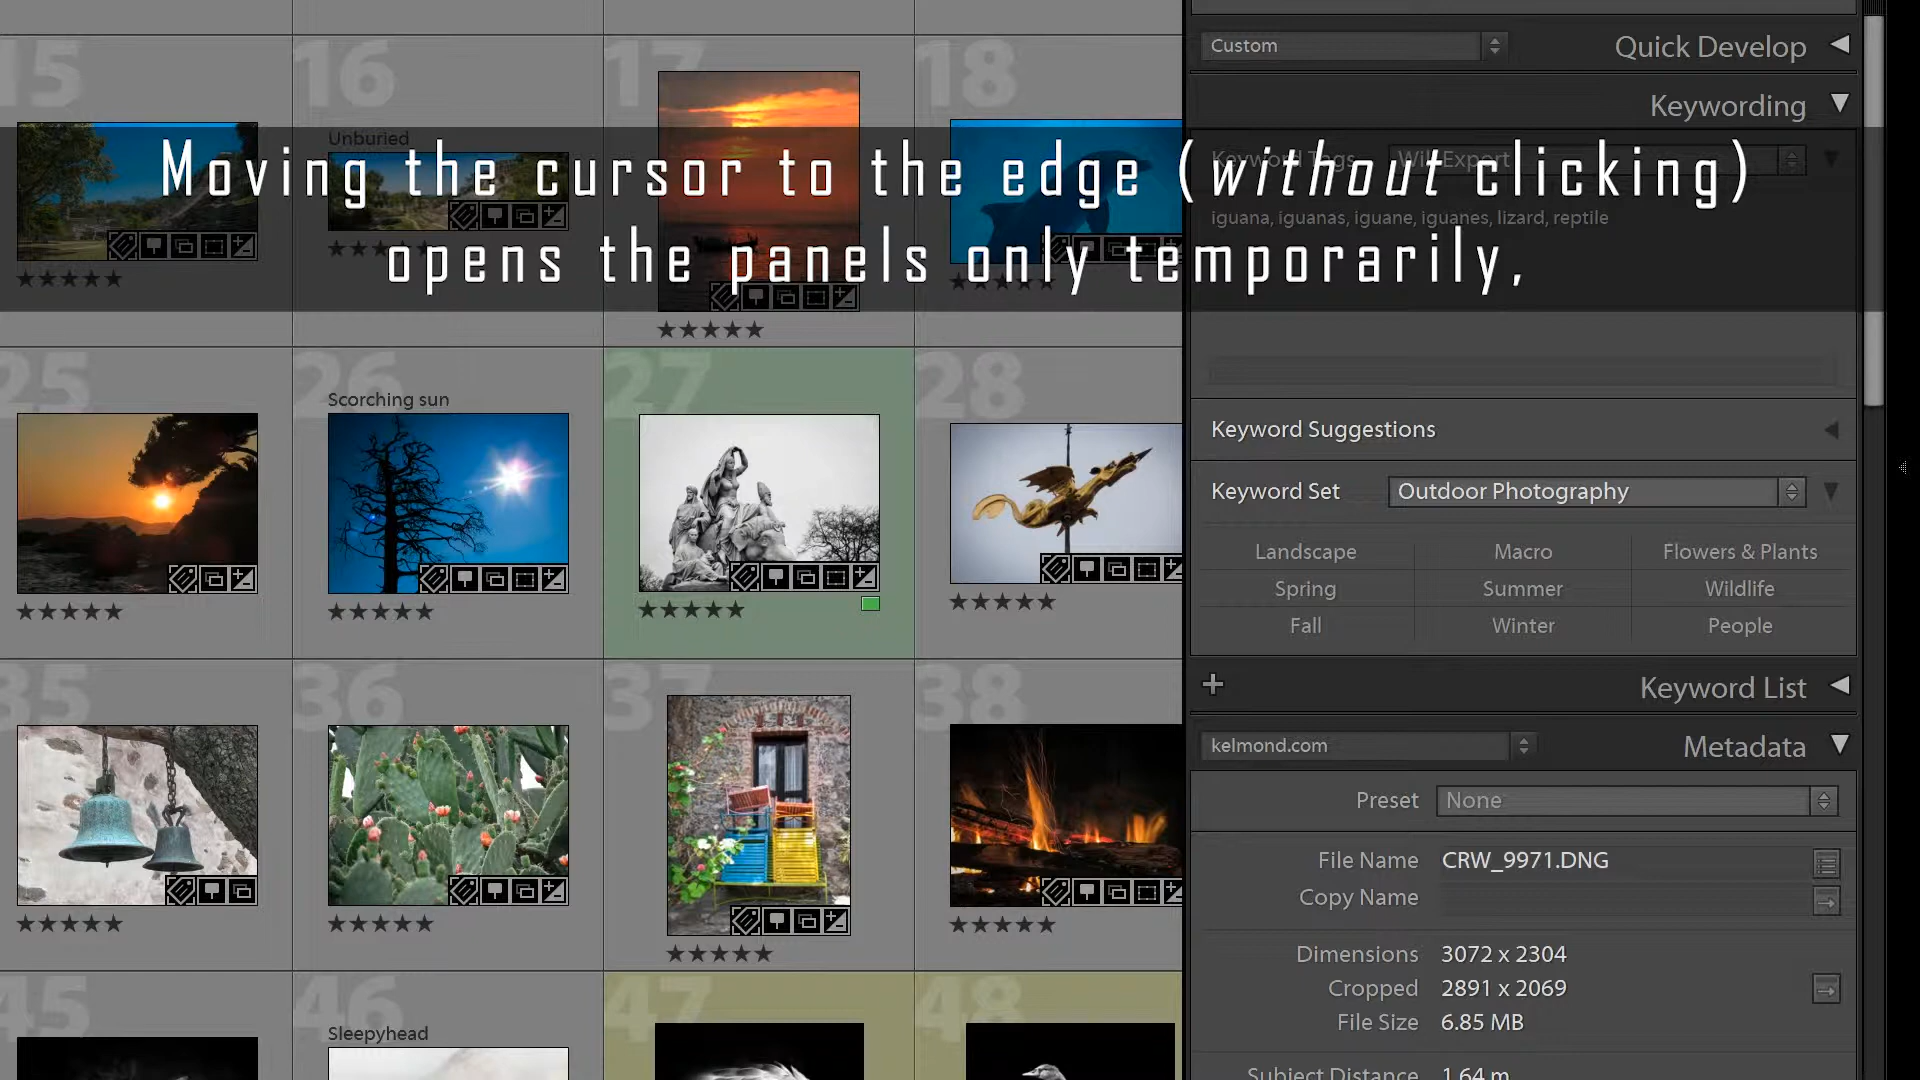 15
16
17
18
Custom
Quick Develop
Keywording
Unburied
Keyword Tags
Will Export
Moving the cursor to the edge (without clicking)
opens the panels only temporarily,
iguana, iguanas, iguane, iguanes, lizard, reptile
25
26
27
28
Scorching sun
Keyword Suggestions
Keyword Set
Outdoor Photography
Landscape
Macro
Flowers & Plants
Spring
Summer
Wildlife
Fall
Winter
People
35
36
37
38
Keyword List
kelmond.com
Metadata
Preset
None
File Name
CRW_9971.DNG
Copy Name
Dimensions
3072 x 2304
Cropped
2891 x 2069
File Size
6.85 MB
45
46
47
48
Sleepyhead
Subject Distance
1.64 m